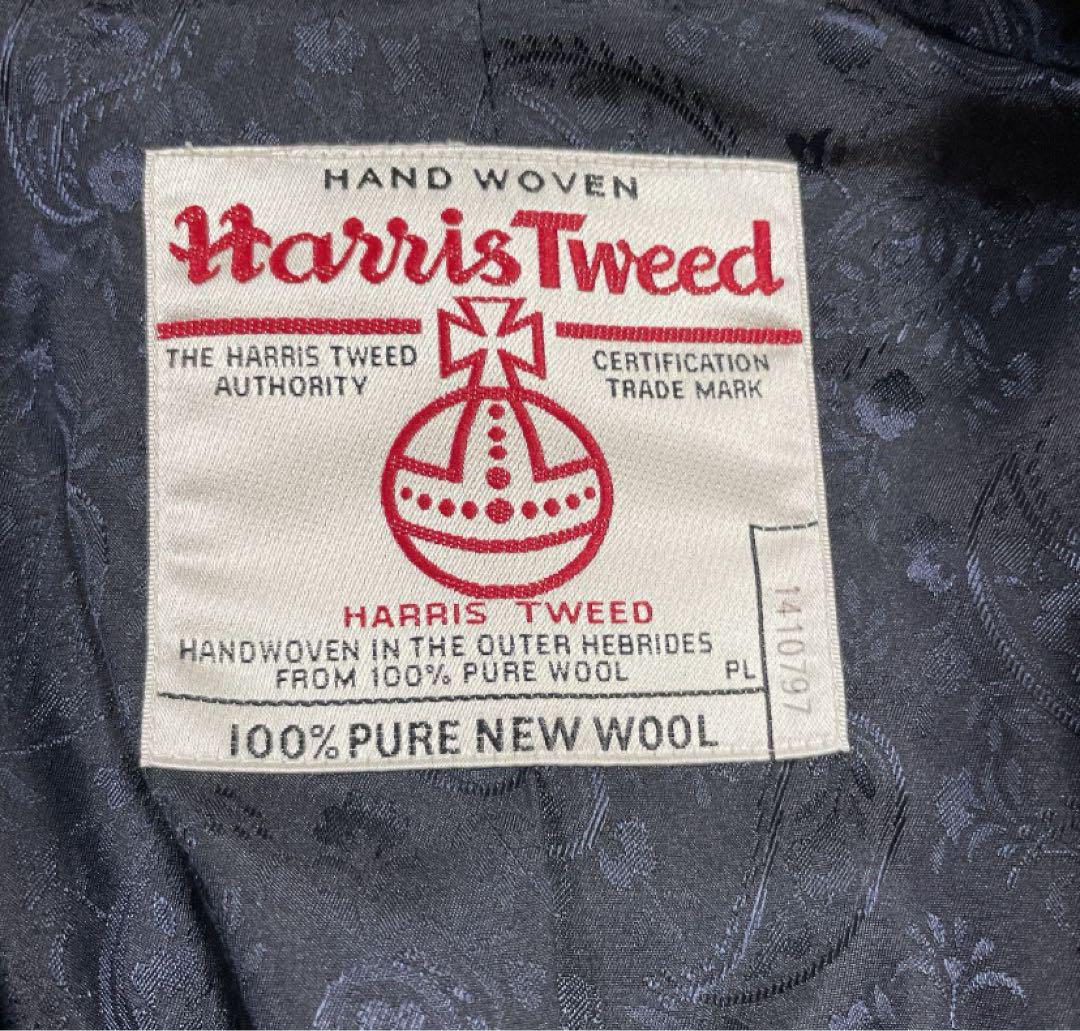 HAND WOVEN
Harris Tweed
THE HARRIS TWEED
AUTHORITY
CERTIFICATION
TRADE MARK
HARRIS TWEED
HANDWOVEN IN THE OUTER HEBRIDES
FROM 100% PURE WOOL
PL
1410797
100% PURE NEW WOOL